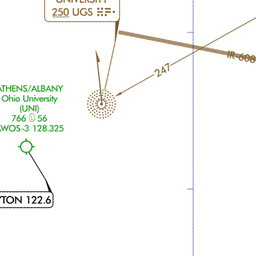 UNIVERSITY
250 UGS
IR-608
247
ATHENS/ALBANY
Ohio University
(UNI)
766 56
AWOS-3 128.325
TON 122.6